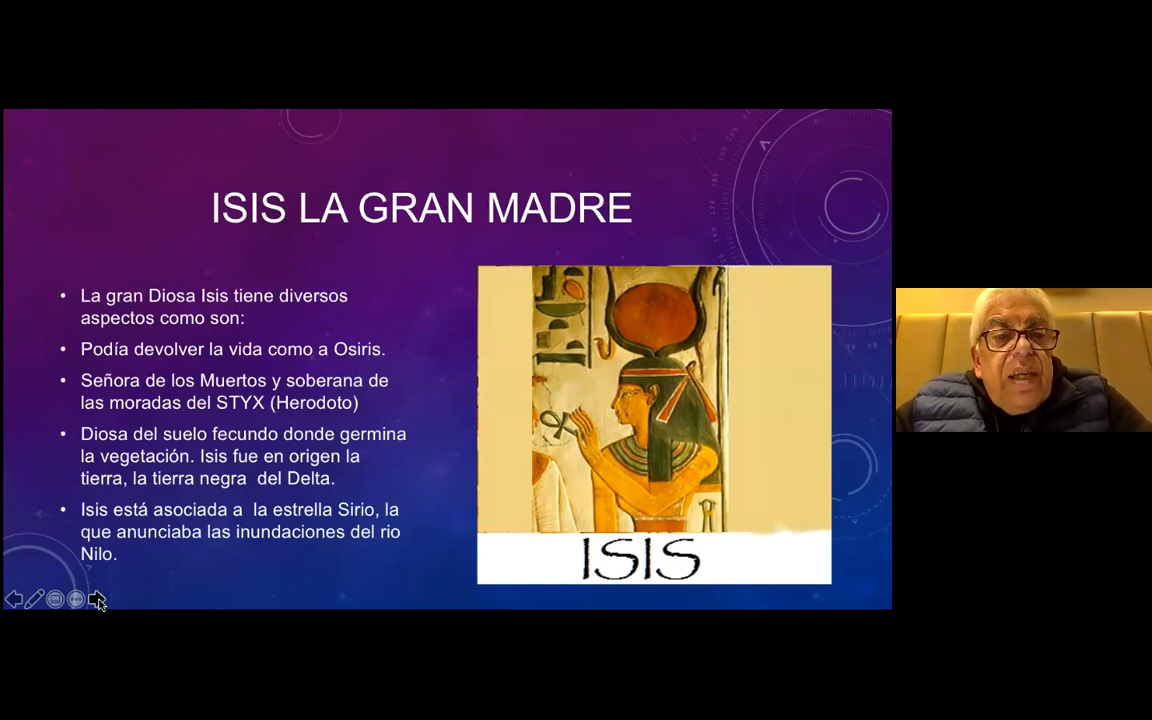 ISIS LA GRAN MADRE
• La gran Diosa Isis tiene diversos
aspectos como son:
• Podía devolver la vida como a Osiris.
• Señora de los Muertos y soberana de
las moradas del STYX (Herodoto)
• Diosa del suelo fecundo donde germina
la vegetación. Isis fue en origen la
tierra, la tierra negra  del Delta.
• Isis está asociada a  la estrella Sirio, la
que anunciaba las inundaciones del rio
Nilo.
ISIS